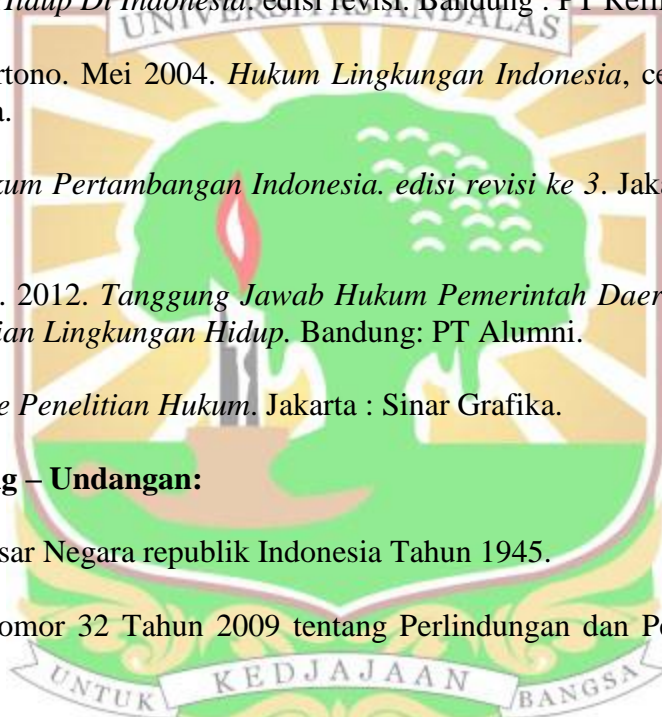 Hidup Di Indonesia. edisi revisi. Bandung : PT
UNIVERSITAS ANDALAS
rtono. Mei 2004. Hukum Lingkungan Indonesia, ce
a.
kum Pertambangan Indonesia. edisi revisi ke 3. Jaka
. 2012. Tanggung Jawab Hukum Pemerintah Daer
ian Lingkungan Hidup. Bandung: PT Alumni.
e Penelitian Hukum. Jakarta : Sinar Grafika.
ng – Undangan:
sar Negara republik Indonesia Tahun 1945.
omor 32 Tahun 2009 tentang Perlindungan dan Pe
UNTUK KEDJAJAAN BANGSA